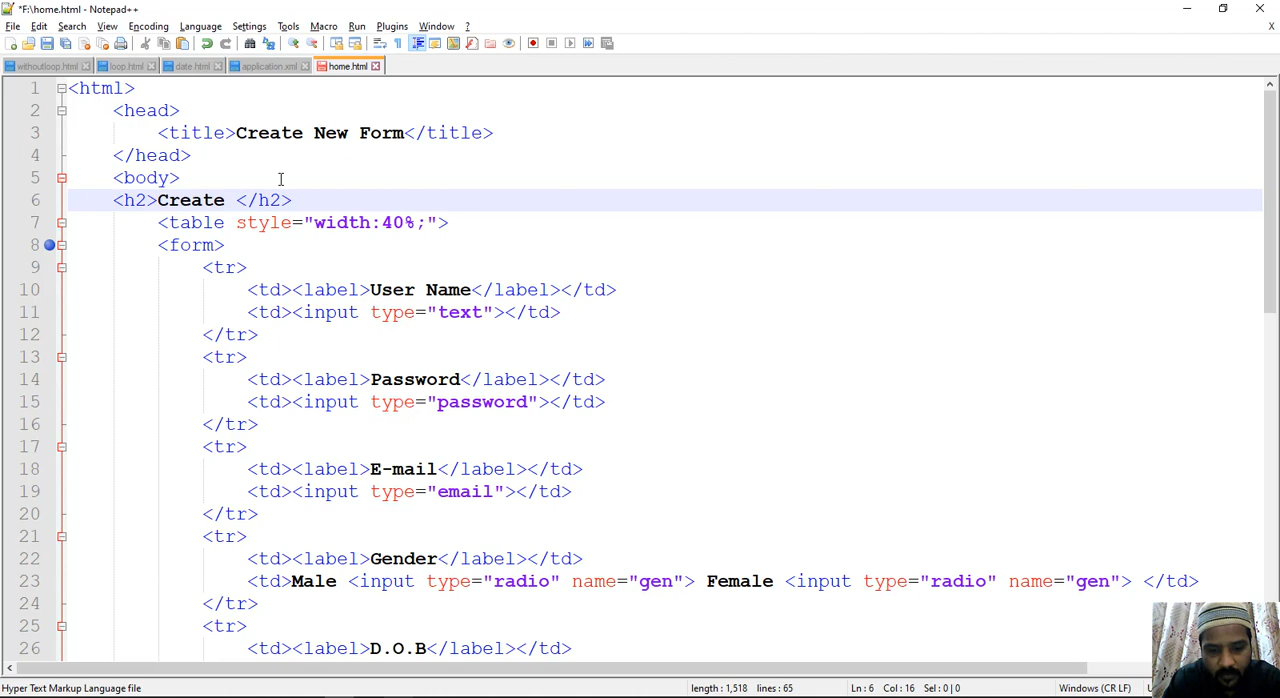 *F:\home.html - Notepad++
File Edit Search View Encoding Language Settings Tools Macro Run Plugins Window ?
X
withoutloop.html loop.html date.html application.xml home.html
1 <html>
2 <head>
3 <title>Create New Form</title>
4 </head>
5 <body>
6 <h2>Create </h2>
7 <table style="width:40%;">
8 <form>
9 <tr>
10 <td><label>User Name</label></td>
11 <td><input type="text"></td>
12 </tr>
13 <tr>
14 <td><label>Password</label></td>
15 <td><input type="password"></td>
16 </tr>
17 <tr>
18 <td><label>E-mail</label></td>
19 <td><input type="email"></td>
20 </tr>
21 <tr>
22 <td><label>Gender</label></td>
23 <td>Male <input type="radio" name="gen"> Female <input type="radio" name="gen"> </td>
24 </tr>
25 <tr>
26 <td><label>D.O.B</label></td>
Hyper Text Markup Language file length : 1,518 lines : 65 Ln : 6 Col : 16 Sel : 0 | 0 Windows (CR LF)